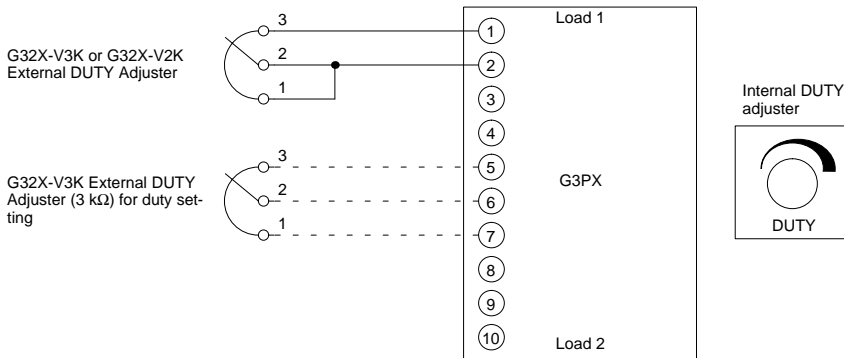 G32X-V3K or G32X-V2K
External DUTY Adjuster
3
2
1
G32X-V3K External DUTY
Adjuster (3 kΩ) for duty set-
ting
3
2
1
Load 1
1
2
3
4
5
6
7
8
9
10
G3PX
Load 2
Internal DUTY
adjuster
DUTY